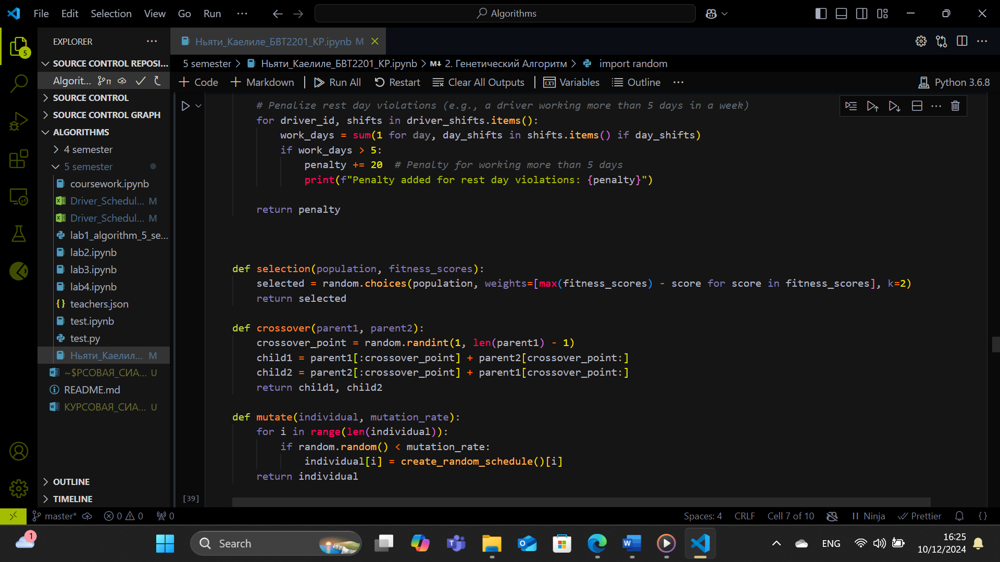 File Edit Selection View Go Run ··· Algorithms
EXPLORER ···
Ньяти_Каелиле_БВТ2201_КР.ipynb M
5
SOURCE CONTROL REPOSI...
Algorit...
SOURCE CONTROL
SOURCE CONTROL GRAPH
ALGORITHMS
4 semester
5 semester
coursework.ipynb
Driver_Schedul... M
Driver_Schedul... M
lab1_algorithm_5_se...
lab2.ipynb
lab3.ipynb
lab4.ipynb
teachers.json
test.ipynb
test.py
Ньяти_Каелил... M
~$РСОВАЯ_СИА... U
README.md
КУРСОВАЯ_СИА... U
OUTLINE
TIMELINE
5 semester > Ньяти_Каелиле_БВТ2201_КР.ipynb > M↓ 2. Генетический Алгоритм > import random
+ Code + Markdown | Run All Restart Clear All Outputs | Variables Outline ··· Python 3.6.8
# Penalize rest day violations (e.g., a driver working more than 5 days in a week)
for driver_id, shifts in driver_shifts.items():
work_days = sum(1 for day, day_shifts in shifts.items() if day_shifts)
if work_days > 5:
penalty += 20  # Penalty for working more than 5 days
print(f"Penalty added for rest day violations: {penalty}")
return penalty
def selection(population, fitness_scores):
selected = random.choices(population, weights=[max(fitness_scores) - score for score in fitness_scores], k=2)
return selected
def crossover(parent1, parent2):
crossover_point = random.randint(1, len(parent1) - 1)
child1 = parent1[:crossover_point] + parent2[crossover_point:]
child2 = parent2[:crossover_point] + parent1[crossover_point:]
return child1, child2
def mutate(individual, mutation_rate):
for i in range(len(individual)):
if random.random() < mutation_rate:
individual[i] = create_random_schedule()[i]
return individual
[39]
master* 0 0 0 Spaces: 4 CRLF Cell 7 of 10 Ninja Prettier {}
1 Search ENG 16:25
10/12/2024